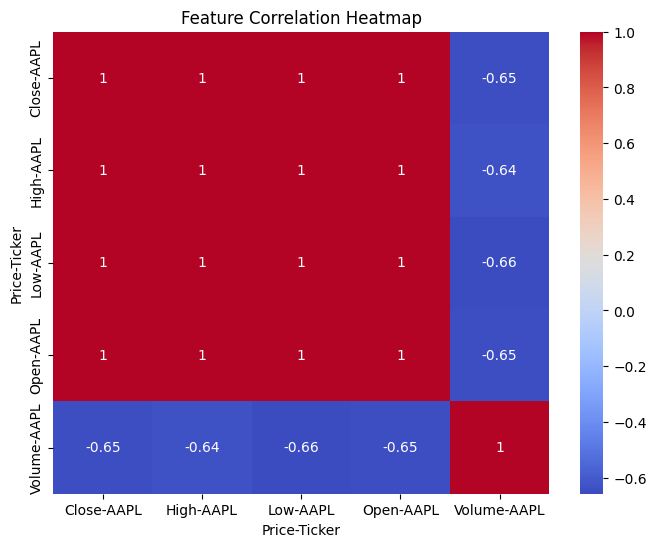 Feature Correlation Heatmap
Price-Ticker
Close-AAPL
1 1 1 1 -0.65
High-AAPL
1 1 1 1 -0.64
Low-AAPL
1 1 1 1 -0.66
Open-AAPL
1 1 1 1 -0.65
Volume-AAPL
-0.65 -0.64 -0.66 -0.65 1
Close-AAPL High-AAPL Low-AAPL Open-AAPL Volume-AAPL
Price-Ticker
1.0
0.8
0.6
0.4
0.2
0.0
−0.2
−0.4
−0.6